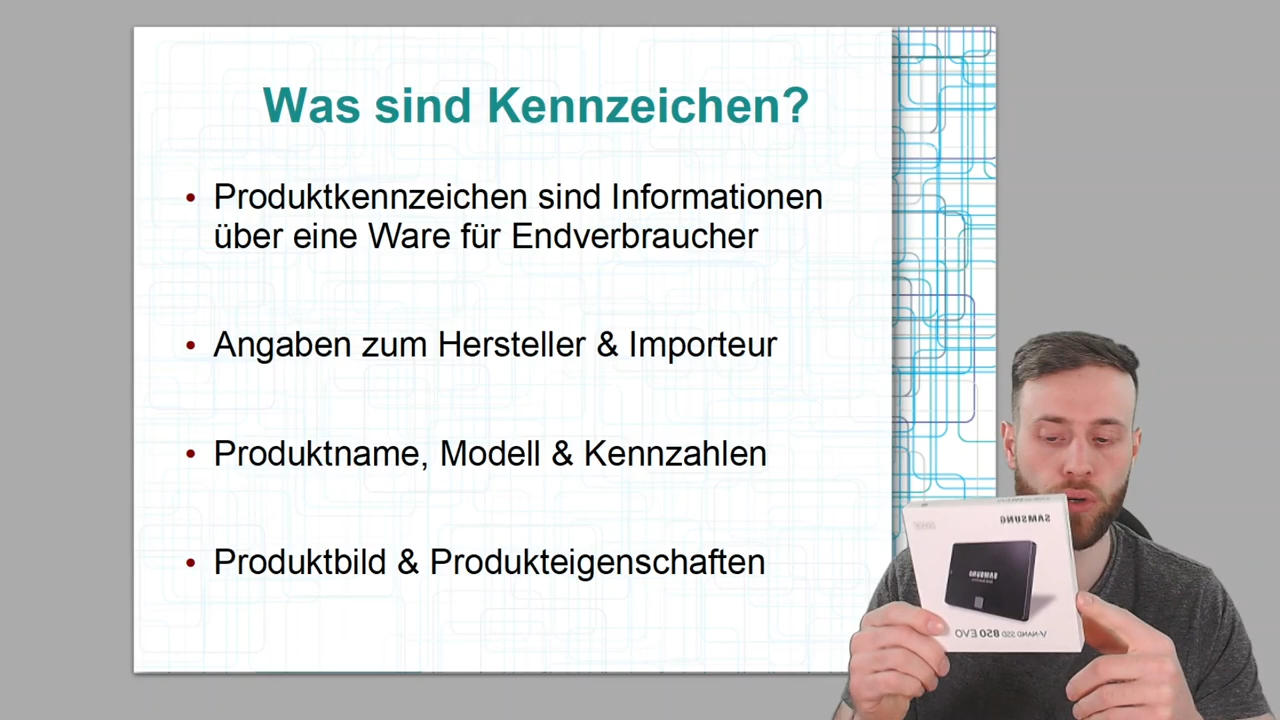 Was sind Kennzeichen?
• Produktkennzeichen sind Informationen
über eine Ware für Endverbraucher
• Angaben zum Hersteller & Importeur
• Produktname, Modell & Kennzahlen
• Produktbild & Produkteigenschaften
SAMSUNG
SAMSUNG
V-NAND SSD 850 EVO